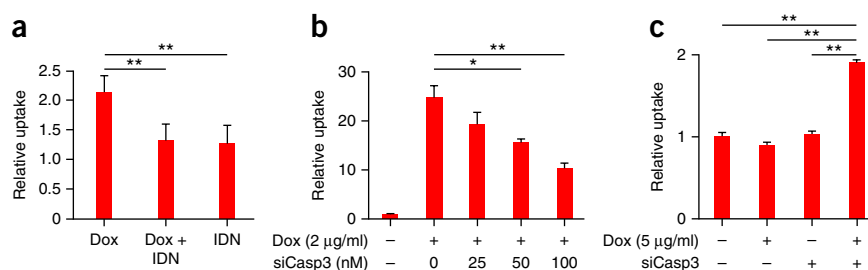 a
**
**
Relative uptake
2.5
2.0
1.5
1.0
0.5
0
Dox
Dox +
IDN
IDN
b
**
*
Relative uptake
30
20
10
0
Dox (2 μg/ml) – + + + +
siCasp3 (nM) – 0 25 50 100
c
**
**
**
Relative uptake
2
1
0
Dox (5 μg/ml) – + – +
siCasp3 – – + +